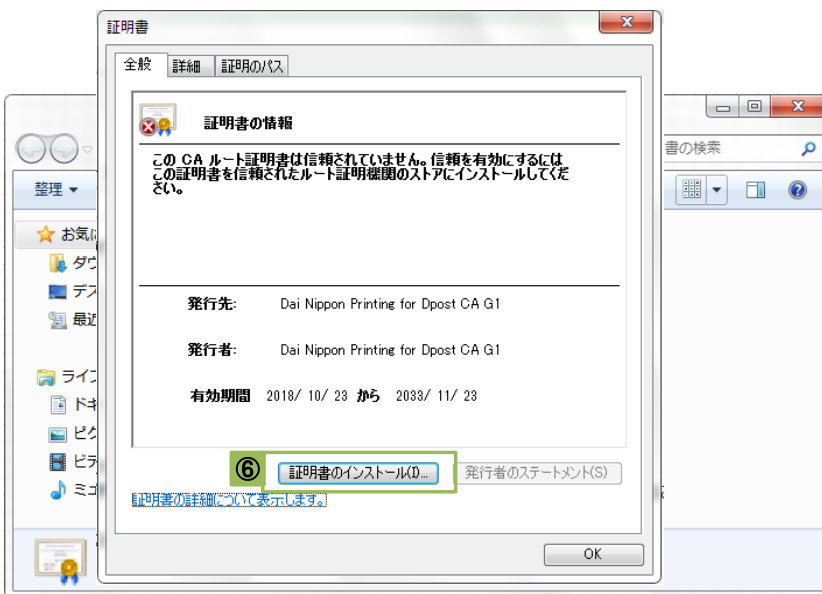 証明書
全般 詳細 証明のパス
証明書の情報
この CA ルート証明書は信頼されていません。信頼を有効にするには
この証明書を信頼されたルート証明機関のストアにインストールしてくだ
さい。
発行先: Dai Nippon Printing for Dpost CA G1
発行者: Dai Nippon Printing for Dpost CA G1
有効期間 2018/ 10/ 23 から 2033/ 11/ 23
⑥ 証明書のインストール(I)... 発行者のステートメント(S)
証明書の詳細について表示します。
OK
書の検索
整理
お気に
ダウ
デス
最近
ライブ
ドキ
ピク
ビデ
ミュ